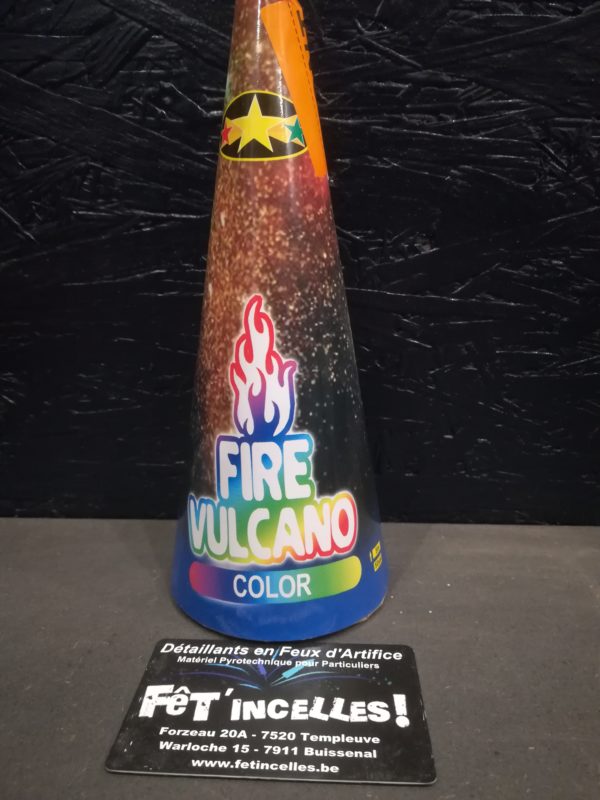 FIRE
VULCANO
COLOR
Détaillants en Feux d'Artifice
Matériel Pyrotechnique pour Particuliers
FÊT'INCELLES!
Forzeau 20A - 7520 Templeuve
Warloche 15 - 7911 Buissenal
www.fetincelles.be